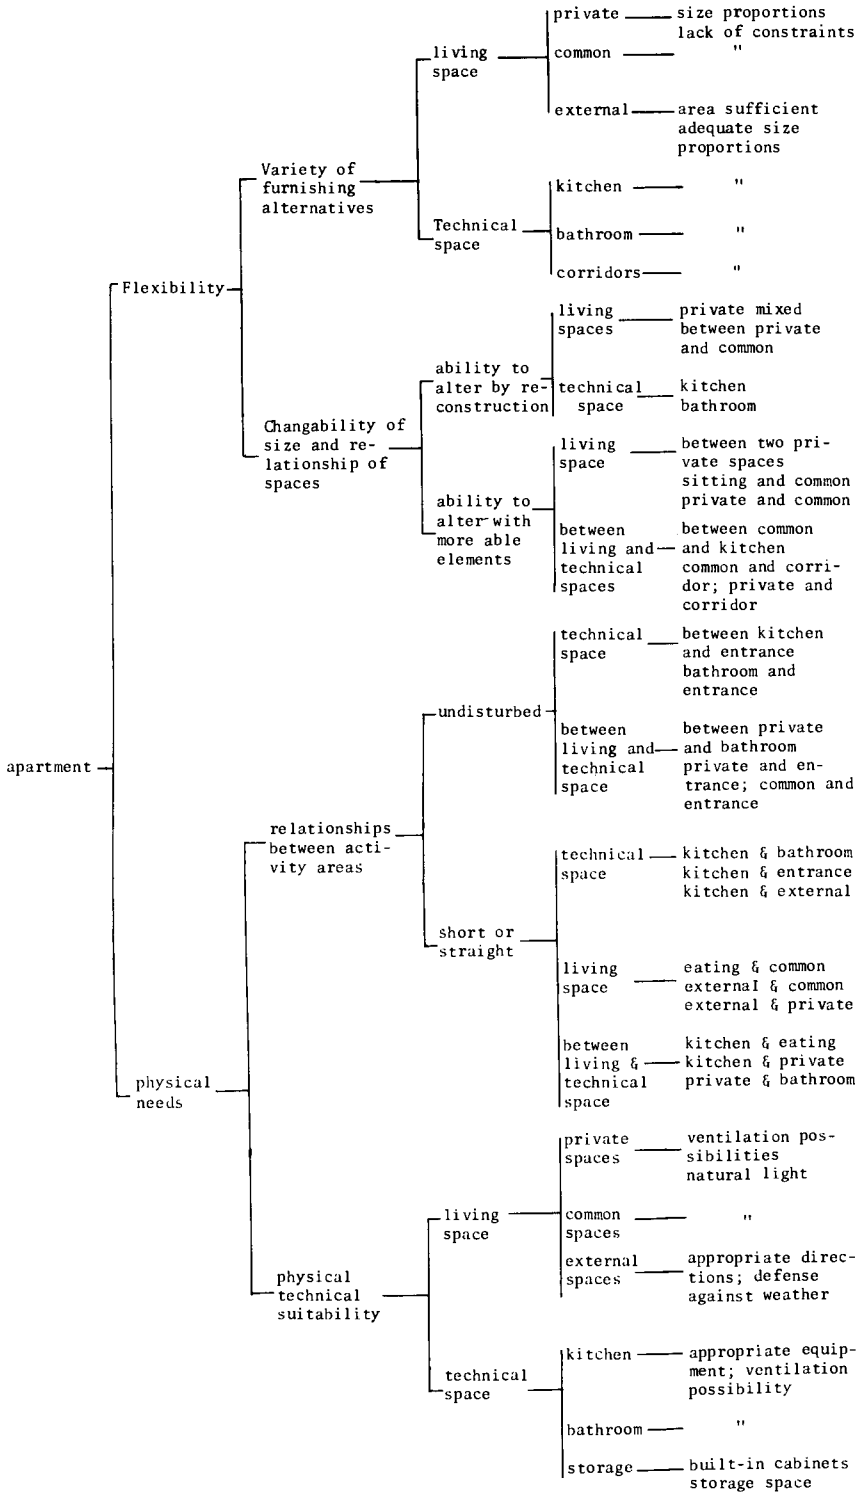 private size proportions
lack of constraints
living
space
common "
external area sufficient
adequate size
proportions
Variety of
furnishing
alternatives
kitchen "
Technical
space
bathroom "
corridors "
Flexibility
living
spaces
private mixed
between private
and common
ability to
alter by re-
construction
technical
space
kitchen
bathroom
Changability of
size and re-
lationship of
spaces
living
space
between two pri-
vate spaces
sitting and common
private and common
ability to
alter with
more able
elements
between
living and
technical
spaces
between common
and kitchen
common and corri-
dor; private and
corridor
technical
space
between kitchen
and entrance
bathroom and
entrance
undisturbed
between
living and
technical
space
between private
and bathroom
private and en-
trance; common and
entrance
apartment
relationships
between acti-
vity areas
technical
space
kitchen & bathroom
kitchen & entrance
kitchen & external
short or
straight
living
space
eating & common
external & common
external & private
between
living &
technical
space
kitchen & eating
kitchen & private
private & bathroom
physical
needs
private
spaces
ventilation pos-
sibilities
natural light
living
space
common
spaces
"
external
spaces
appropriate direc-
tions; defense
against weather
physical
technical
suitability
kitchen
appropriate equip-
ment; ventilation
possibility
technical
space
bathroom "
storage built-in cabinets
storage space